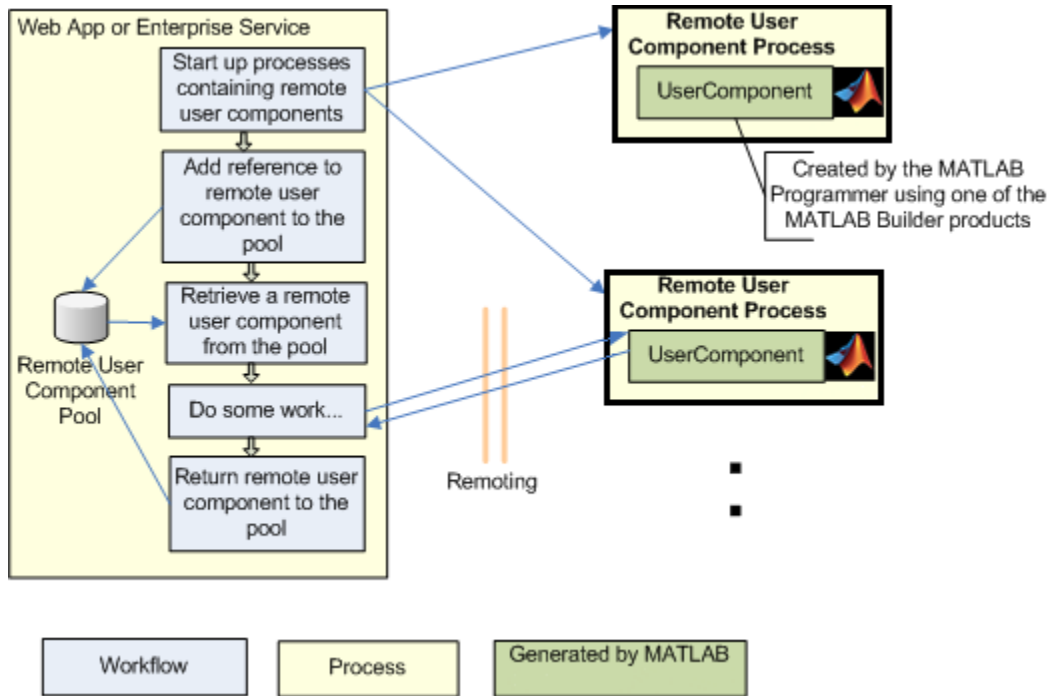 Web App or Enterprise Service
Start up processes
containing remote
user components
Add reference to
remote user
component to the
pool
Retrieve a remote
user component
from the pool
Do some work...
Return remote user
component to the
pool
Remote User
Component
Pool
Remoting
Remote User
Component Process
UserComponent
Created by the MATLAB
Programmer using one of the
MATLAB Builder products
Remote User
Component Process
UserComponent
Workflow
Process
Generated by MATLAB